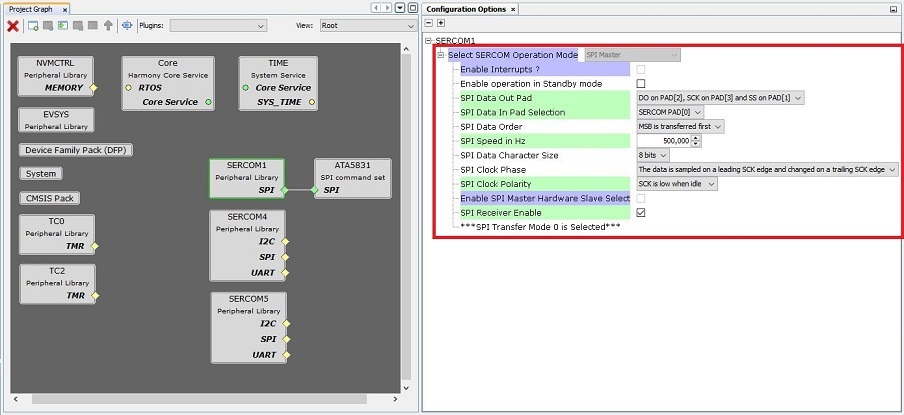 Project Graph
Plugins:
View: Root
NVMCTRL
Peripheral Library
MEMORY
Core
Harmony Core Service
RTOS
Core Service
TIME
System Service
Core Service
SYS_TIME
EVSYS
Peripheral Library
Device Family Pack (DFP)
System
CMSIS Pack
SERCOM1
Peripheral Library
SPI
ATA5831
SPI command set
SPI
TC0
Peripheral Library
TMR
SERCOM4
Peripheral Library
I2C
SPI
UART
TC2
Peripheral Library
TMR
SERCOM5
Peripheral Library
I2C
SPI
UART
Configuration Options
SERCOM1
Select SERCOM Operation Mode SPI Master
Enable Interrupts ?
Enable operation in Standby mode
SPI Data Out Pad DO on PAD[2], SCK on PAD[3] and SS on PAD[1]
SPI Data In Pad Selection SERCOM PAD[0]
SPI Data Order MSB is transferred first
SPI Speed in Hz 500,000
SPI Data Character Size 8 bits
SPI Clock Phase The data is sampled on a leading SCK edge and changed on a trailing SCK edge
SPI Clock Polarity SCK is low when idle
Enable SPI Master Hardware Slave Select
SPI Receiver Enable
***SPI Transfer Mode 0 is Selected***